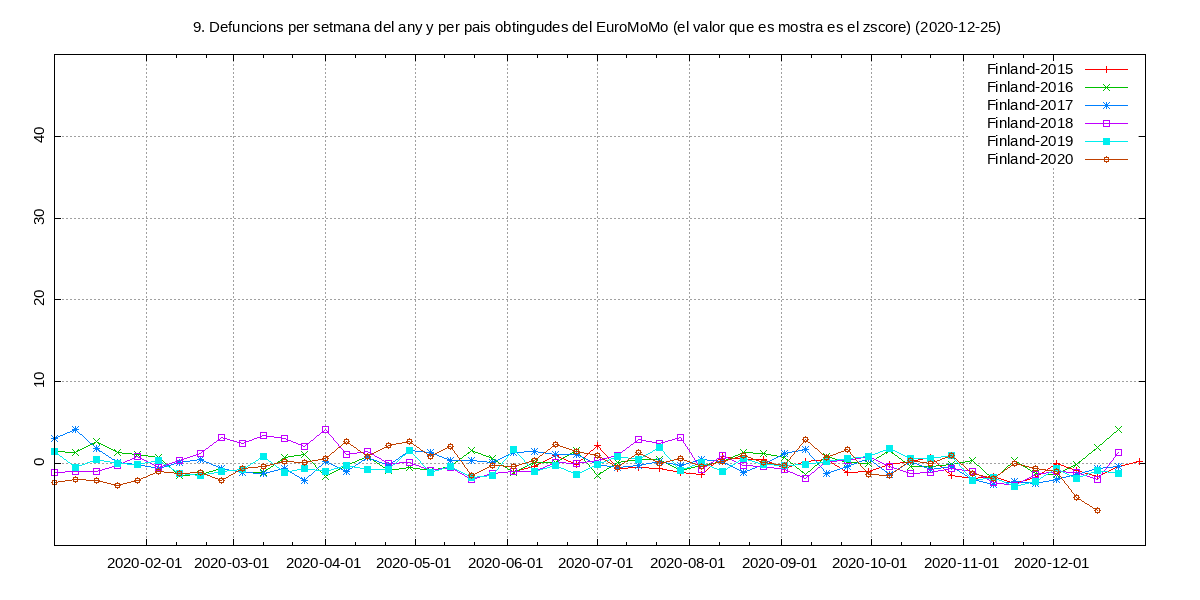 9. Defuncions per setmana del any y per pais obtingudes del EuroMoMo (el valor que es mostra es el zscore) (2020-12-25)
Finland-2015
Finland-2016
Finland-2017
Finland-2018
Finland-2019
Finland-2020
40
30
20
10
0
2020-02-01 2020-03-01 2020-04-01 2020-05-01 2020-06-01 2020-07-01 2020-08-01 2020-09-01 2020-10-01 2020-11-01 2020-12-01